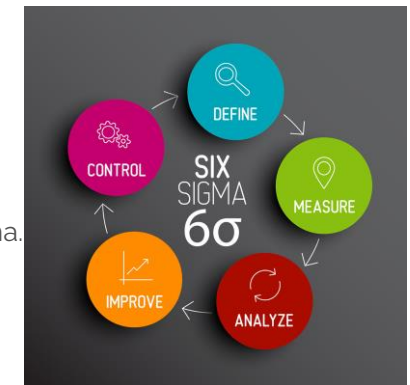 DEFINE
MEASURE
ANALYZE
IMPROVE
CONTROL
SIX
SIGMA
6σ